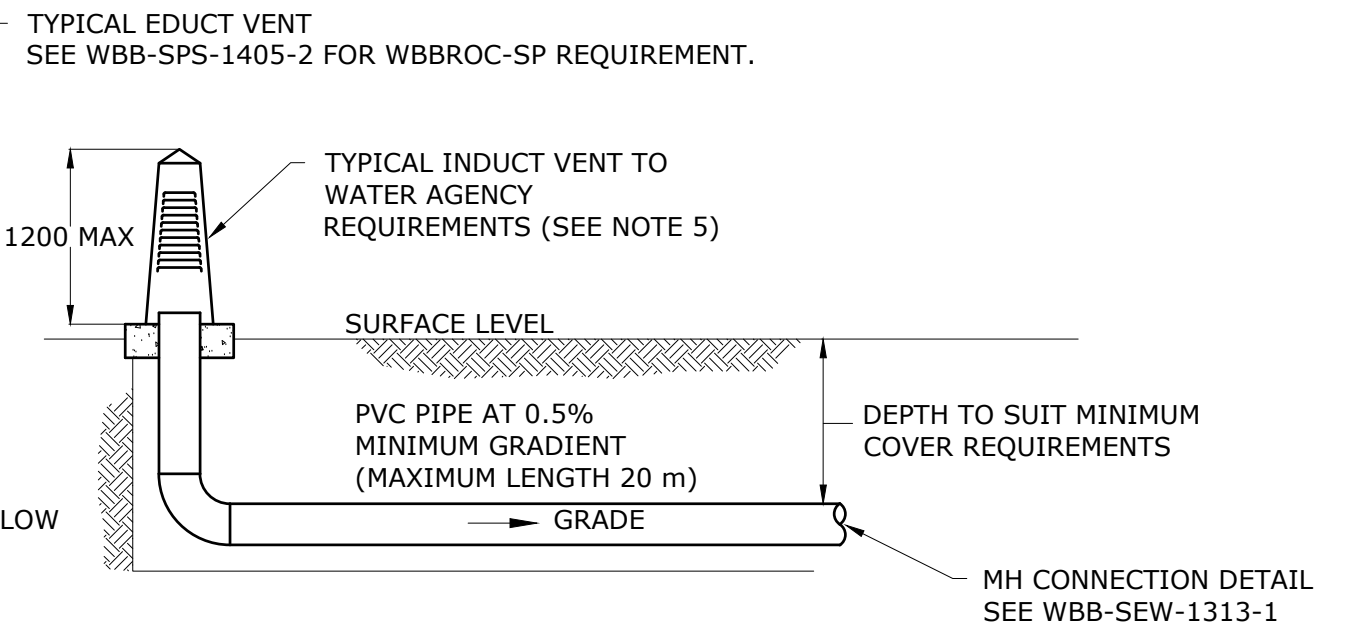 TYPICAL EDUCT VENT
SEE WBB-SPS-1405-2 FOR WBBROC-SP REQUIREMENT.
TYPICAL INDUCT VENT TO
WATER AGENCY
REQUIREMENTS (SEE NOTE 5)
1200 MAX
SURFACE LEVEL
PVC PIPE AT 0.5%
MINIMUM GRADIENT
(MAXIMUM LENGTH 20 m)
DEPTH TO SUIT MINIMUM
COVER REQUIREMENTS
LOW
GRADE
MH CONNECTION DETAIL
SEE WBB-SEW-1313-1